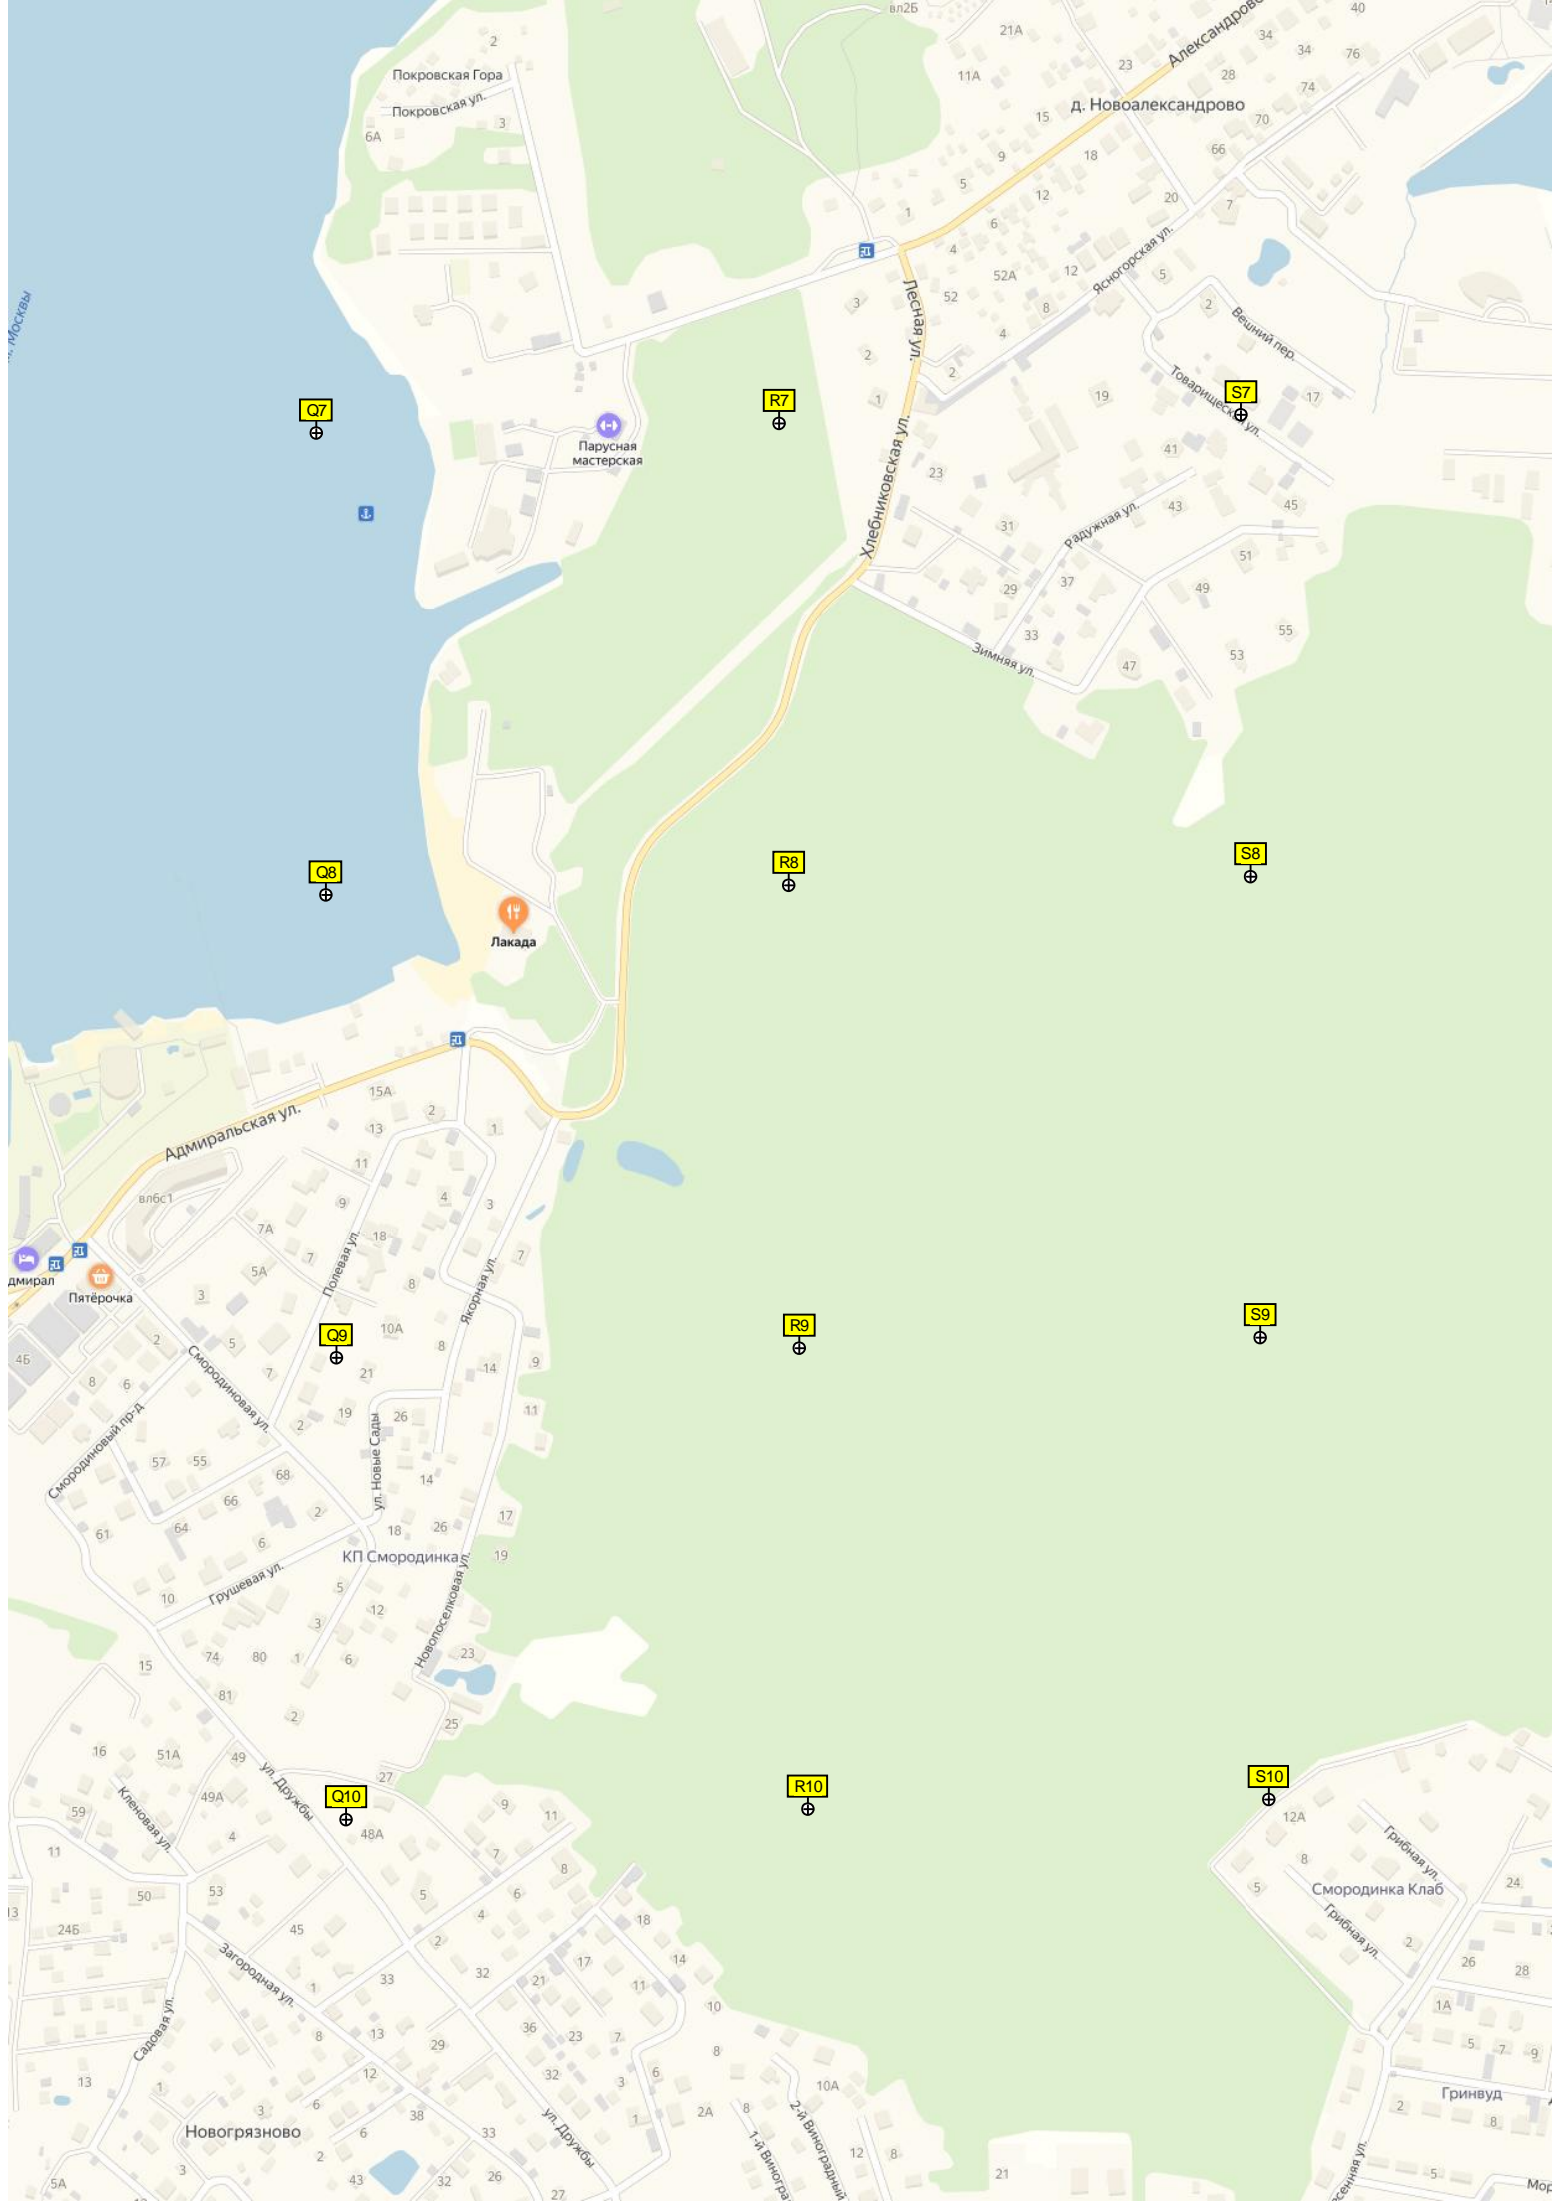 вл2Б
40
2
21А
34
34
76
Александрово
Покровская Гора
23
28
11А
74
Покровская ул.
д. Новоалександрово
3
15
70
6А
9
18
66
5
12
20
7
1
6
4
Ясногорская ул.
52А
12
5
Лесная ул.
52
3
8
2
Вешний пер.
4
2
2
Товарищеская ул.
S7
1
19
17
Q7
R7
Парусная
мастерская
41
23
Хлебниковская ул.
43
45
31
Радужная ул.
51
29
37
49
33
55
Зимняя ул.
47
53
Q8
R8
S8
Лакада
15А
2
Адмиральская ул.
13
1
11
вл6с1
9
4
3
7А
Полевая ул.
18
7
7
5А
8
дмирал
Пятёрочка
3
Якорная ул.
S9
R9
Q9
10А
2
5
8
4Б
Смородиновая ул.
9
14
21
7
8
6
Смородиновый пр-д
19
26
11
2
ул. Новые Сады
57
55
68
14
66
2
17
61
64
18
26
6
КП Смородинка
19
Грушевая ул.
5
10
12
3
Новопоселковая ул.
74
80
1
6
23
15
81
2
25
16
51А
49
ул. Дружбы
27
S10
R10
Q10
49А
Кленовая ул.
9
11
59
12А
4
48А
Грибная ул.
11
7
8
8
5
24
50
53
5
6
Смородинка Клаб
13
4
18
24Б
45
Грибная ул.
2
2
14
Загородная ул.
17
26
32
33
21
28
1
11
10
1А
Садовая ул.
36
13
8
23
7
29
5
7
9
8
12
32
6
13
3
10А
1
Гринвуд
6
3
38
2А
8
2-й Виноградный
2
1
8
ул. Дружбы
Новогрязново
6
33
1-й Виногра
12
8
2
3
26
21
43
32
5
5А
27
Мор